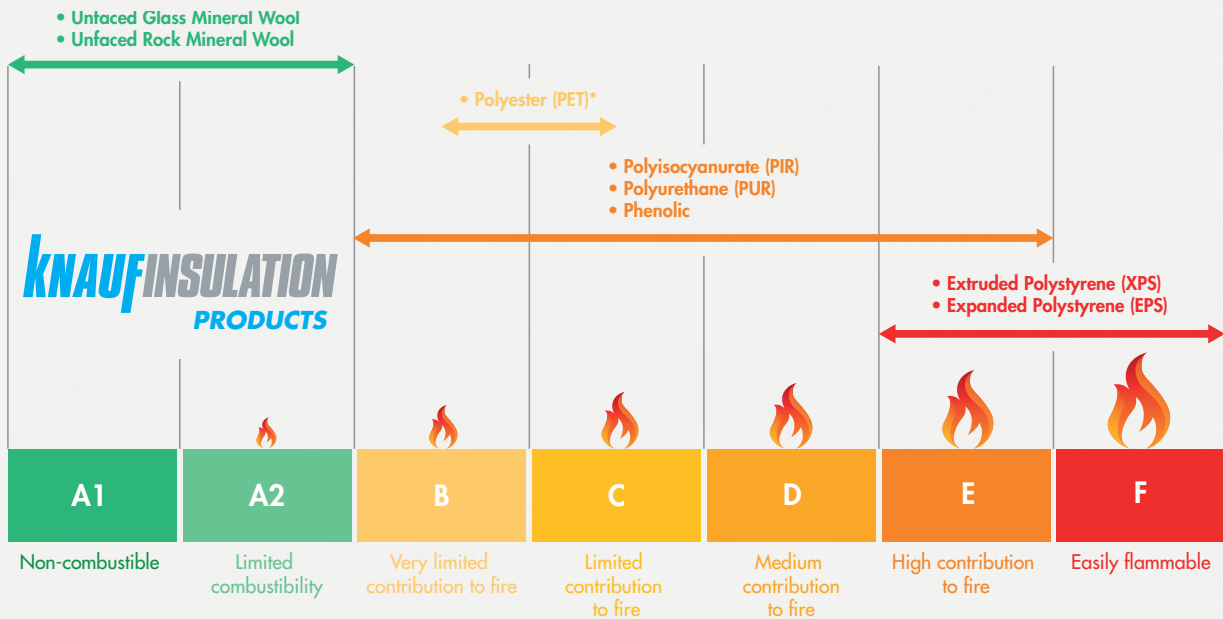 • Unfaced Glass Mineral Wool
• Unfaced Rock Mineral Wool
• Polyester (PET)*
• Polyisocyanurate (PIR)
• Polyurethane (PUR)
• Phenolic
KNAUFINSULATION
PRODUCTS
• Extruded Polystyrene (XPS)
• Expanded Polystyrene (EPS)
A1
A2
B
C
D
E
F
Non-combustible
Limited
combustibility
Very limited
contribution to fire
Limited
contribution
to fire
Medium
contribution
to fire
High contribution
to fire
Easily flammable